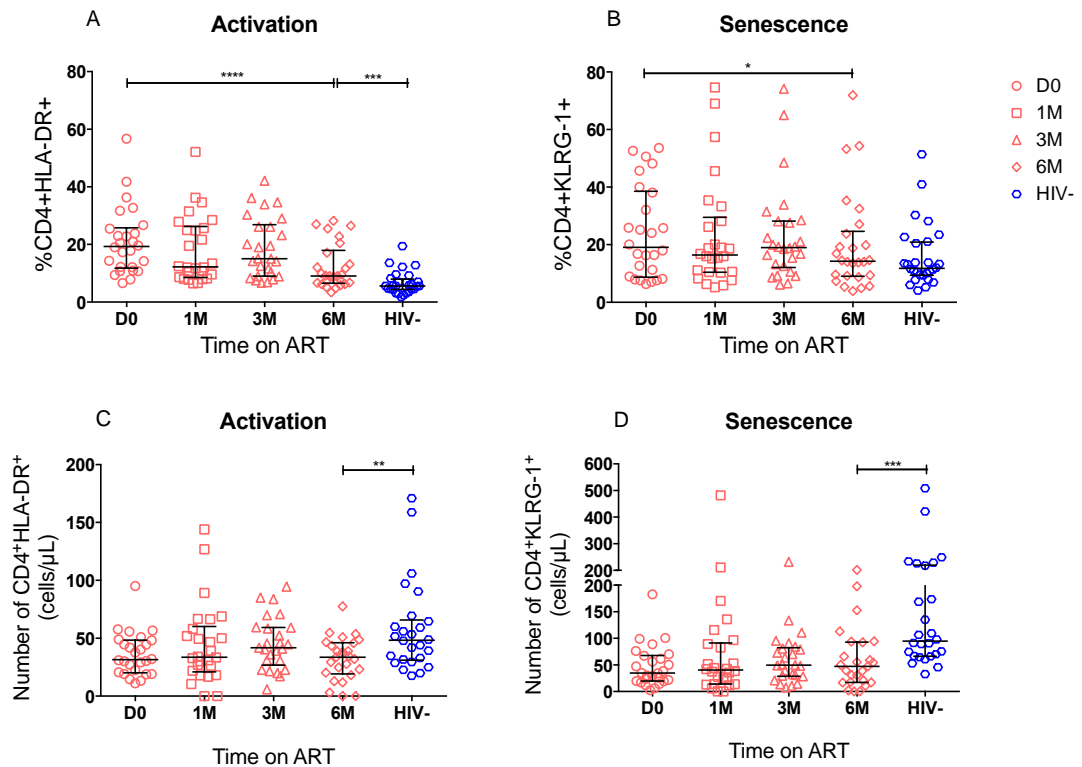 A
Activation
%CD4+HLA-DR+
80
60
40
20
0
****
***
D0 1M 3M 6M HIV-
Time on ART
B
Senescence
%CD4+KLRG-1+
80
60
40
20
0
*
D0 1M 3M 6M HIV-
Time on ART
D0
1M
3M
6M
HIV-
C
Activation
Number of CD4⁺HLA-DR⁺
(cells/µL)
200
150
100
50
0
**
D0 1M 3M 6M HIV-
Time on ART
D
Senescence
Number of CD4⁺KLRG-1⁺
(cells/µL)
600
500
400
300
200
200
150
100
50
0
***
D0 1M 3M 6M HIV-
Time on ART